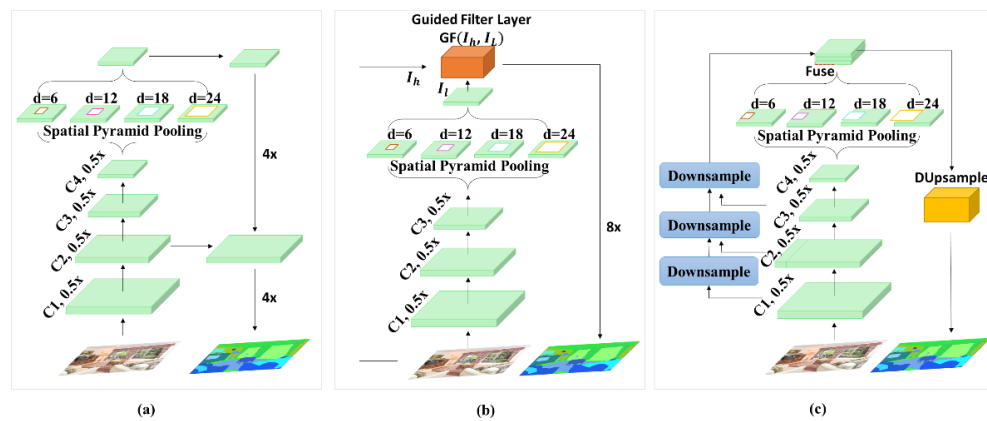 d=6
d=12
d=18
d=24
Spatial Pyramid Pooling
C4, 0.5x
C3, 0.5x
C2, 0.5x
C1, 0.5x
4x
4x
(a)
Guided Filter Layer
GF(I_h, I_L)
I_h
I_l
d=6
d=12
d=18
d=24
Spatial Pyramid Pooling
C3, 0.5x
C2, 0.5x
C1, 0.5x
8x
(b)
Fuse
d=6
d=12
d=18
d=24
Spatial Pyramid Pooling
Downsample
Downsample
Downsample
C4, 0.5x
C3, 0.5x
C2, 0.5x
C1, 0.5x
DUpsample
(c)